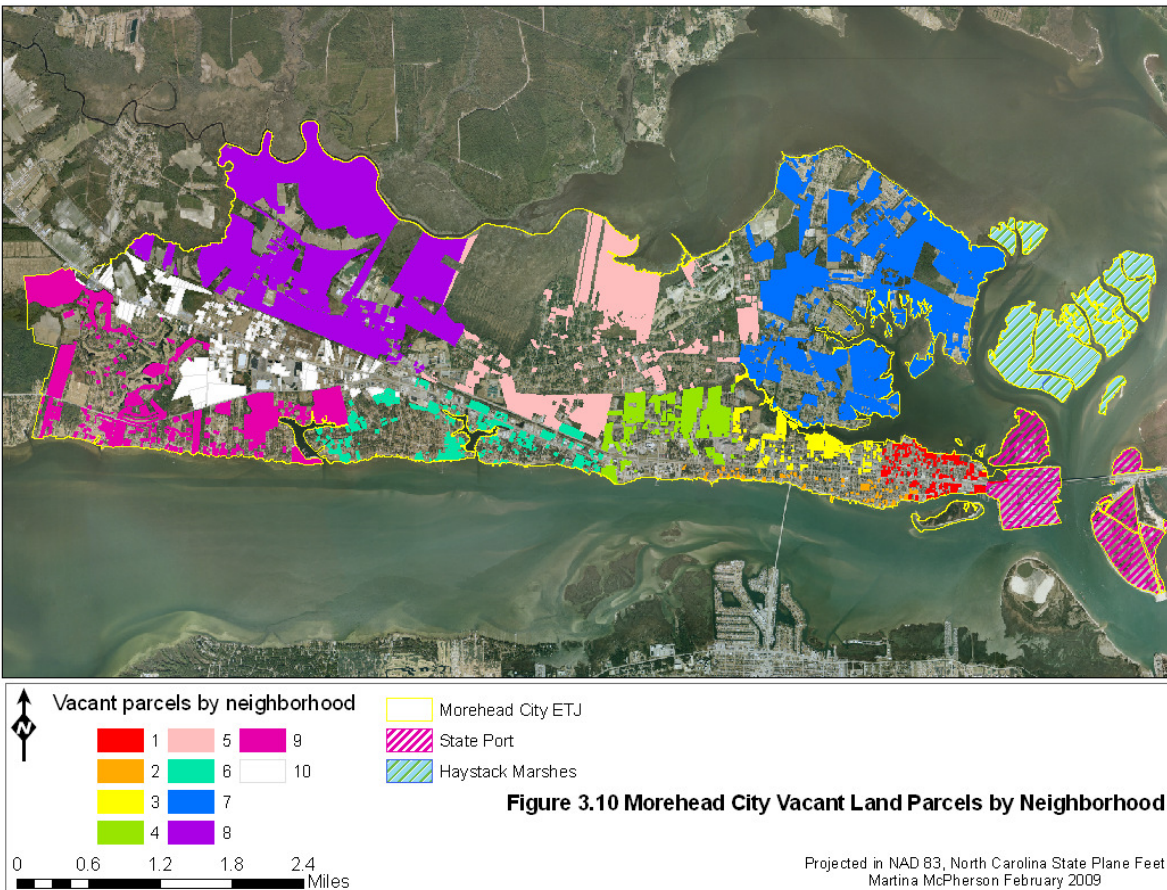 N
Vacant parcels by neighborhood
1
2
3
4
5
6
7
8
9
10
Morehead City ETJ
State Port
Haystack Marshes
Figure 3.10 Morehead City Vacant Land Parcels by Neighborhood
0 0.6 1.2 1.8 2.4
Miles
Projected in NAD 83, North Carolina State Plane Feet
Martina McPherson February 2009